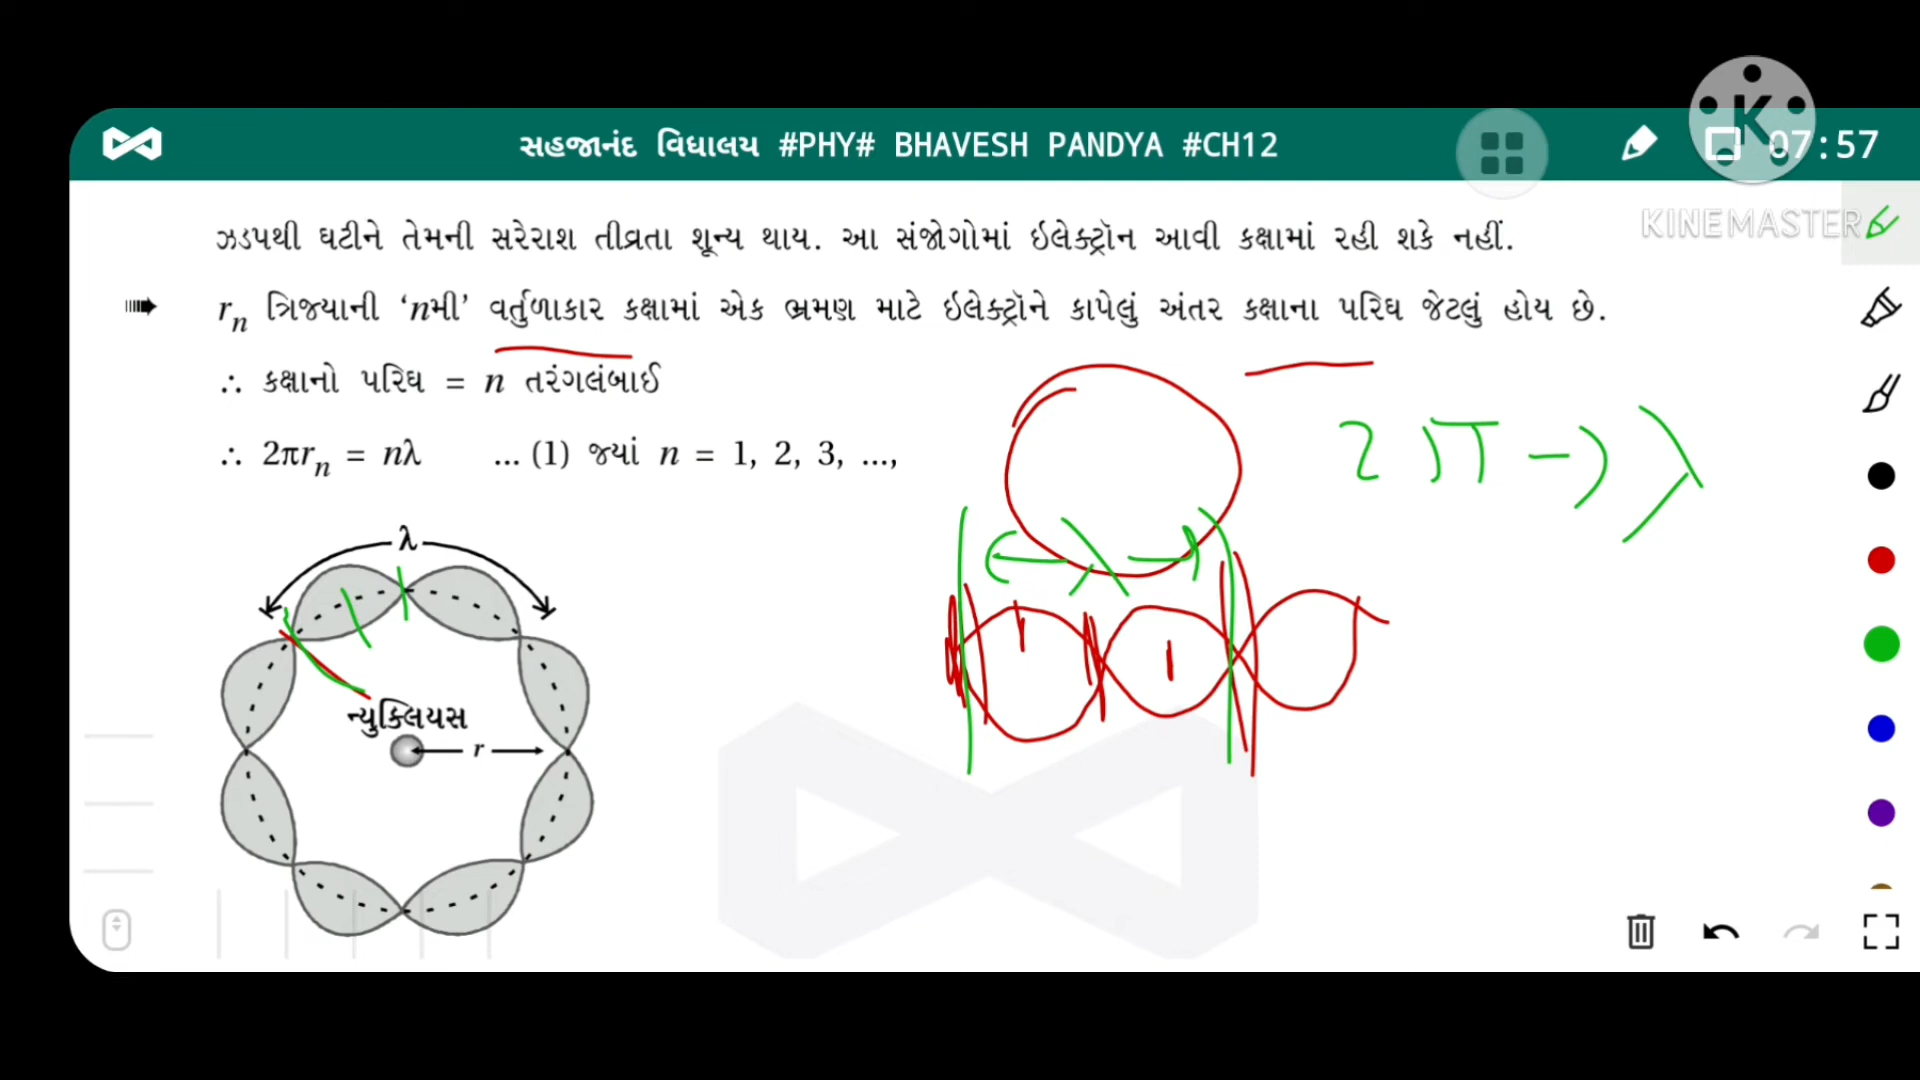 સહજાનંદ વિધાલય #PHY# BHAVESH PANDYA #CH12
07:57
KINEMASTER
ઝડપથી ઘટીને તેમની સરેરાશ તીવ્રતા શૂન્ય થાય. આ સંજોગોમાં ઇલેક્ટ્રૉન આવી કક્ષામાં રહી શકે નહીં.
➠ rₙ ત્રિજ્યાની ‘nમી’ વર્તુળાકાર કક્ષામાં એક ભ્રમણ માટે ઇલેક્ટ્રૉને કાપેલું અંતર કક્ષાના પરિઘ જેટલું હોય છે.
∴ કક્ષાનો પરિઘ = n તરંગલંબાઈ
∴ 2πrₙ = nλ ... (1) જ્યાં n = 1, 2, 3, ...,
2π → λ
λ
λ
ન્યુક્લિયસ
r